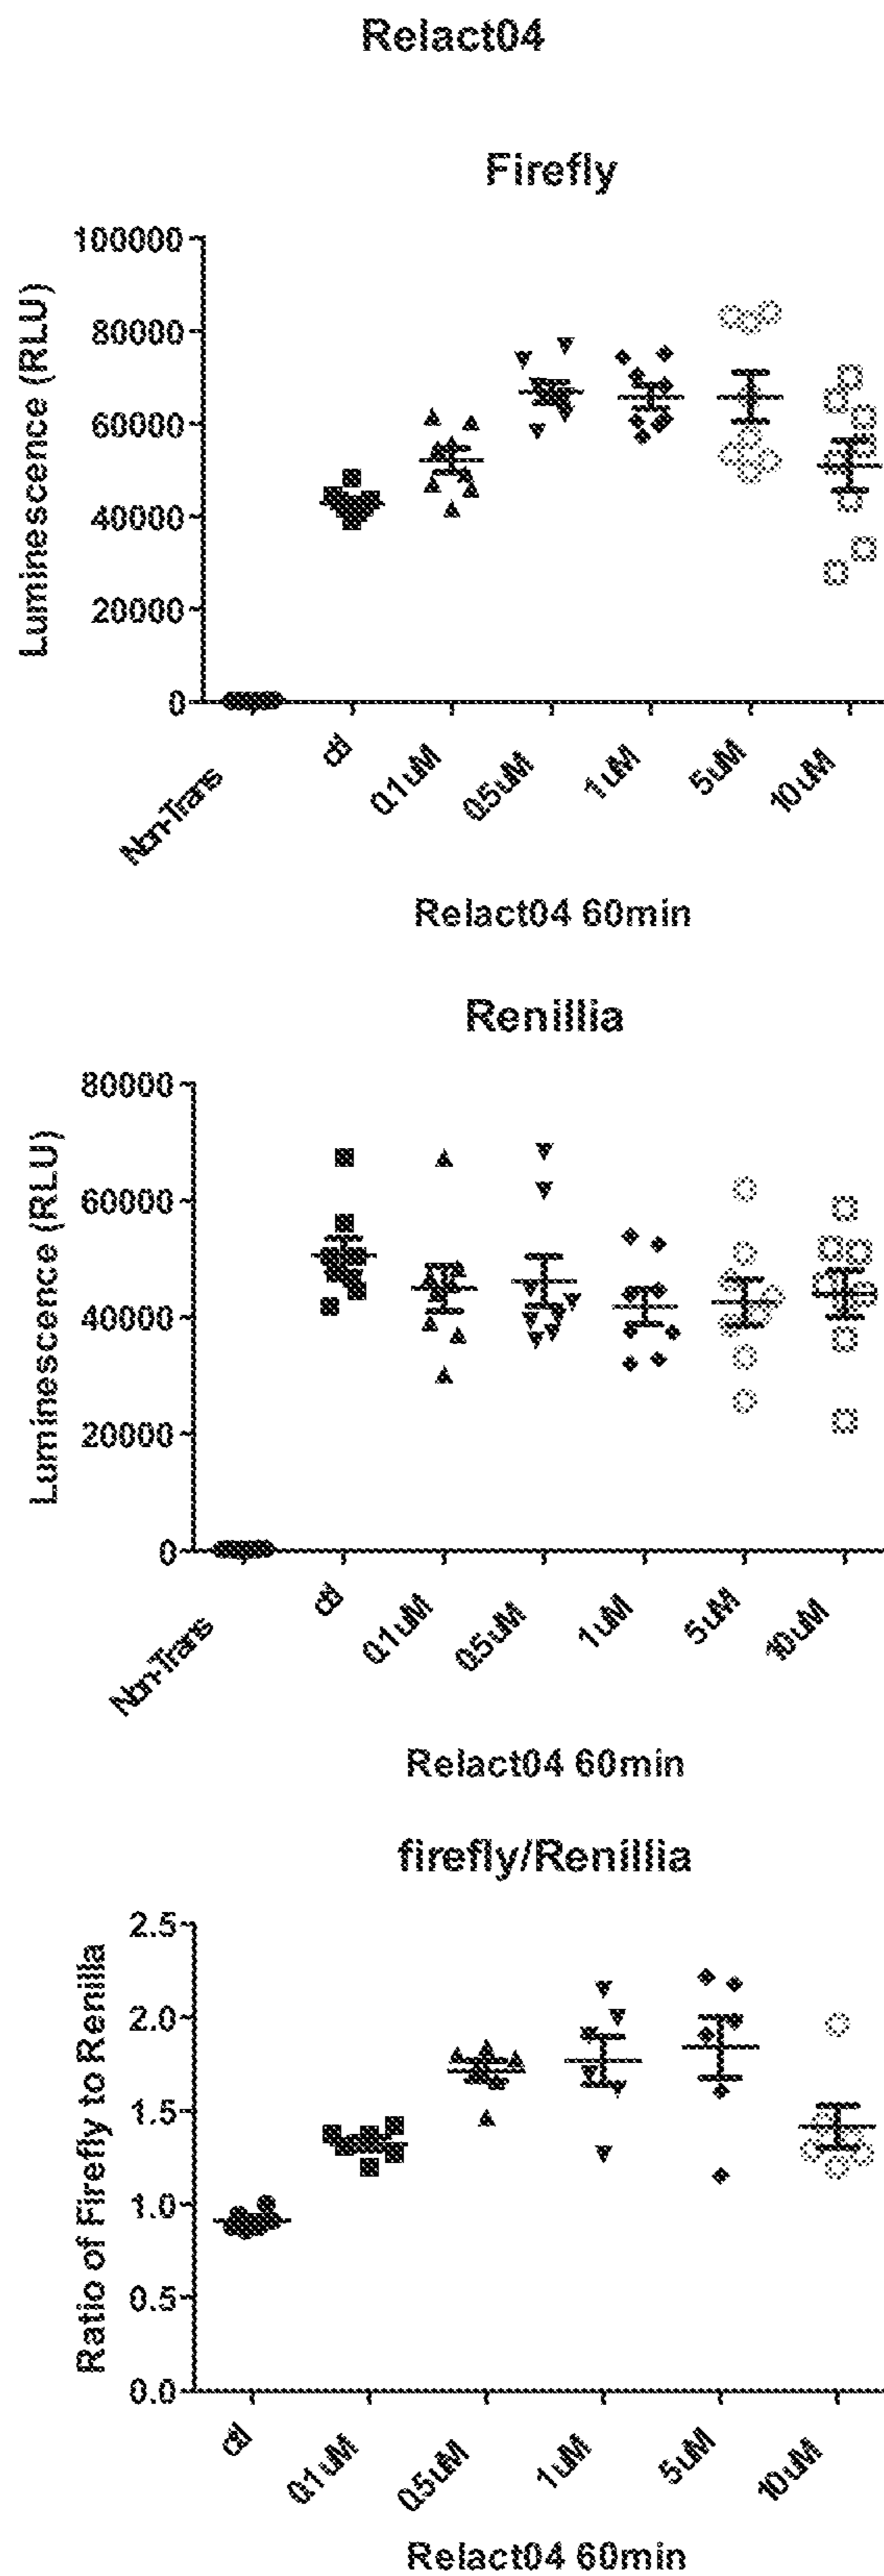 Relact04
Firefly
Luminescence (RLU)
100000
80000
60000
40000
20000
0
Non-Trans
ctl
0.1uM
0.5uM
1uM
5uM
10uM
Relact04 60min
Renillia
Luminescence (RLU)
80000
60000
40000
20000
0
Non-Trans
ctl
0.1uM
0.5uM
1uM
5uM
10uM
Relact04 60min
firefly/Renillia
Ratio of Firefly to Renilla
2.5
2.0
1.5
1.0
0.5
0.0
ctl
0.1uM
0.5uM
1uM
5uM
10uM
Relact04 60min